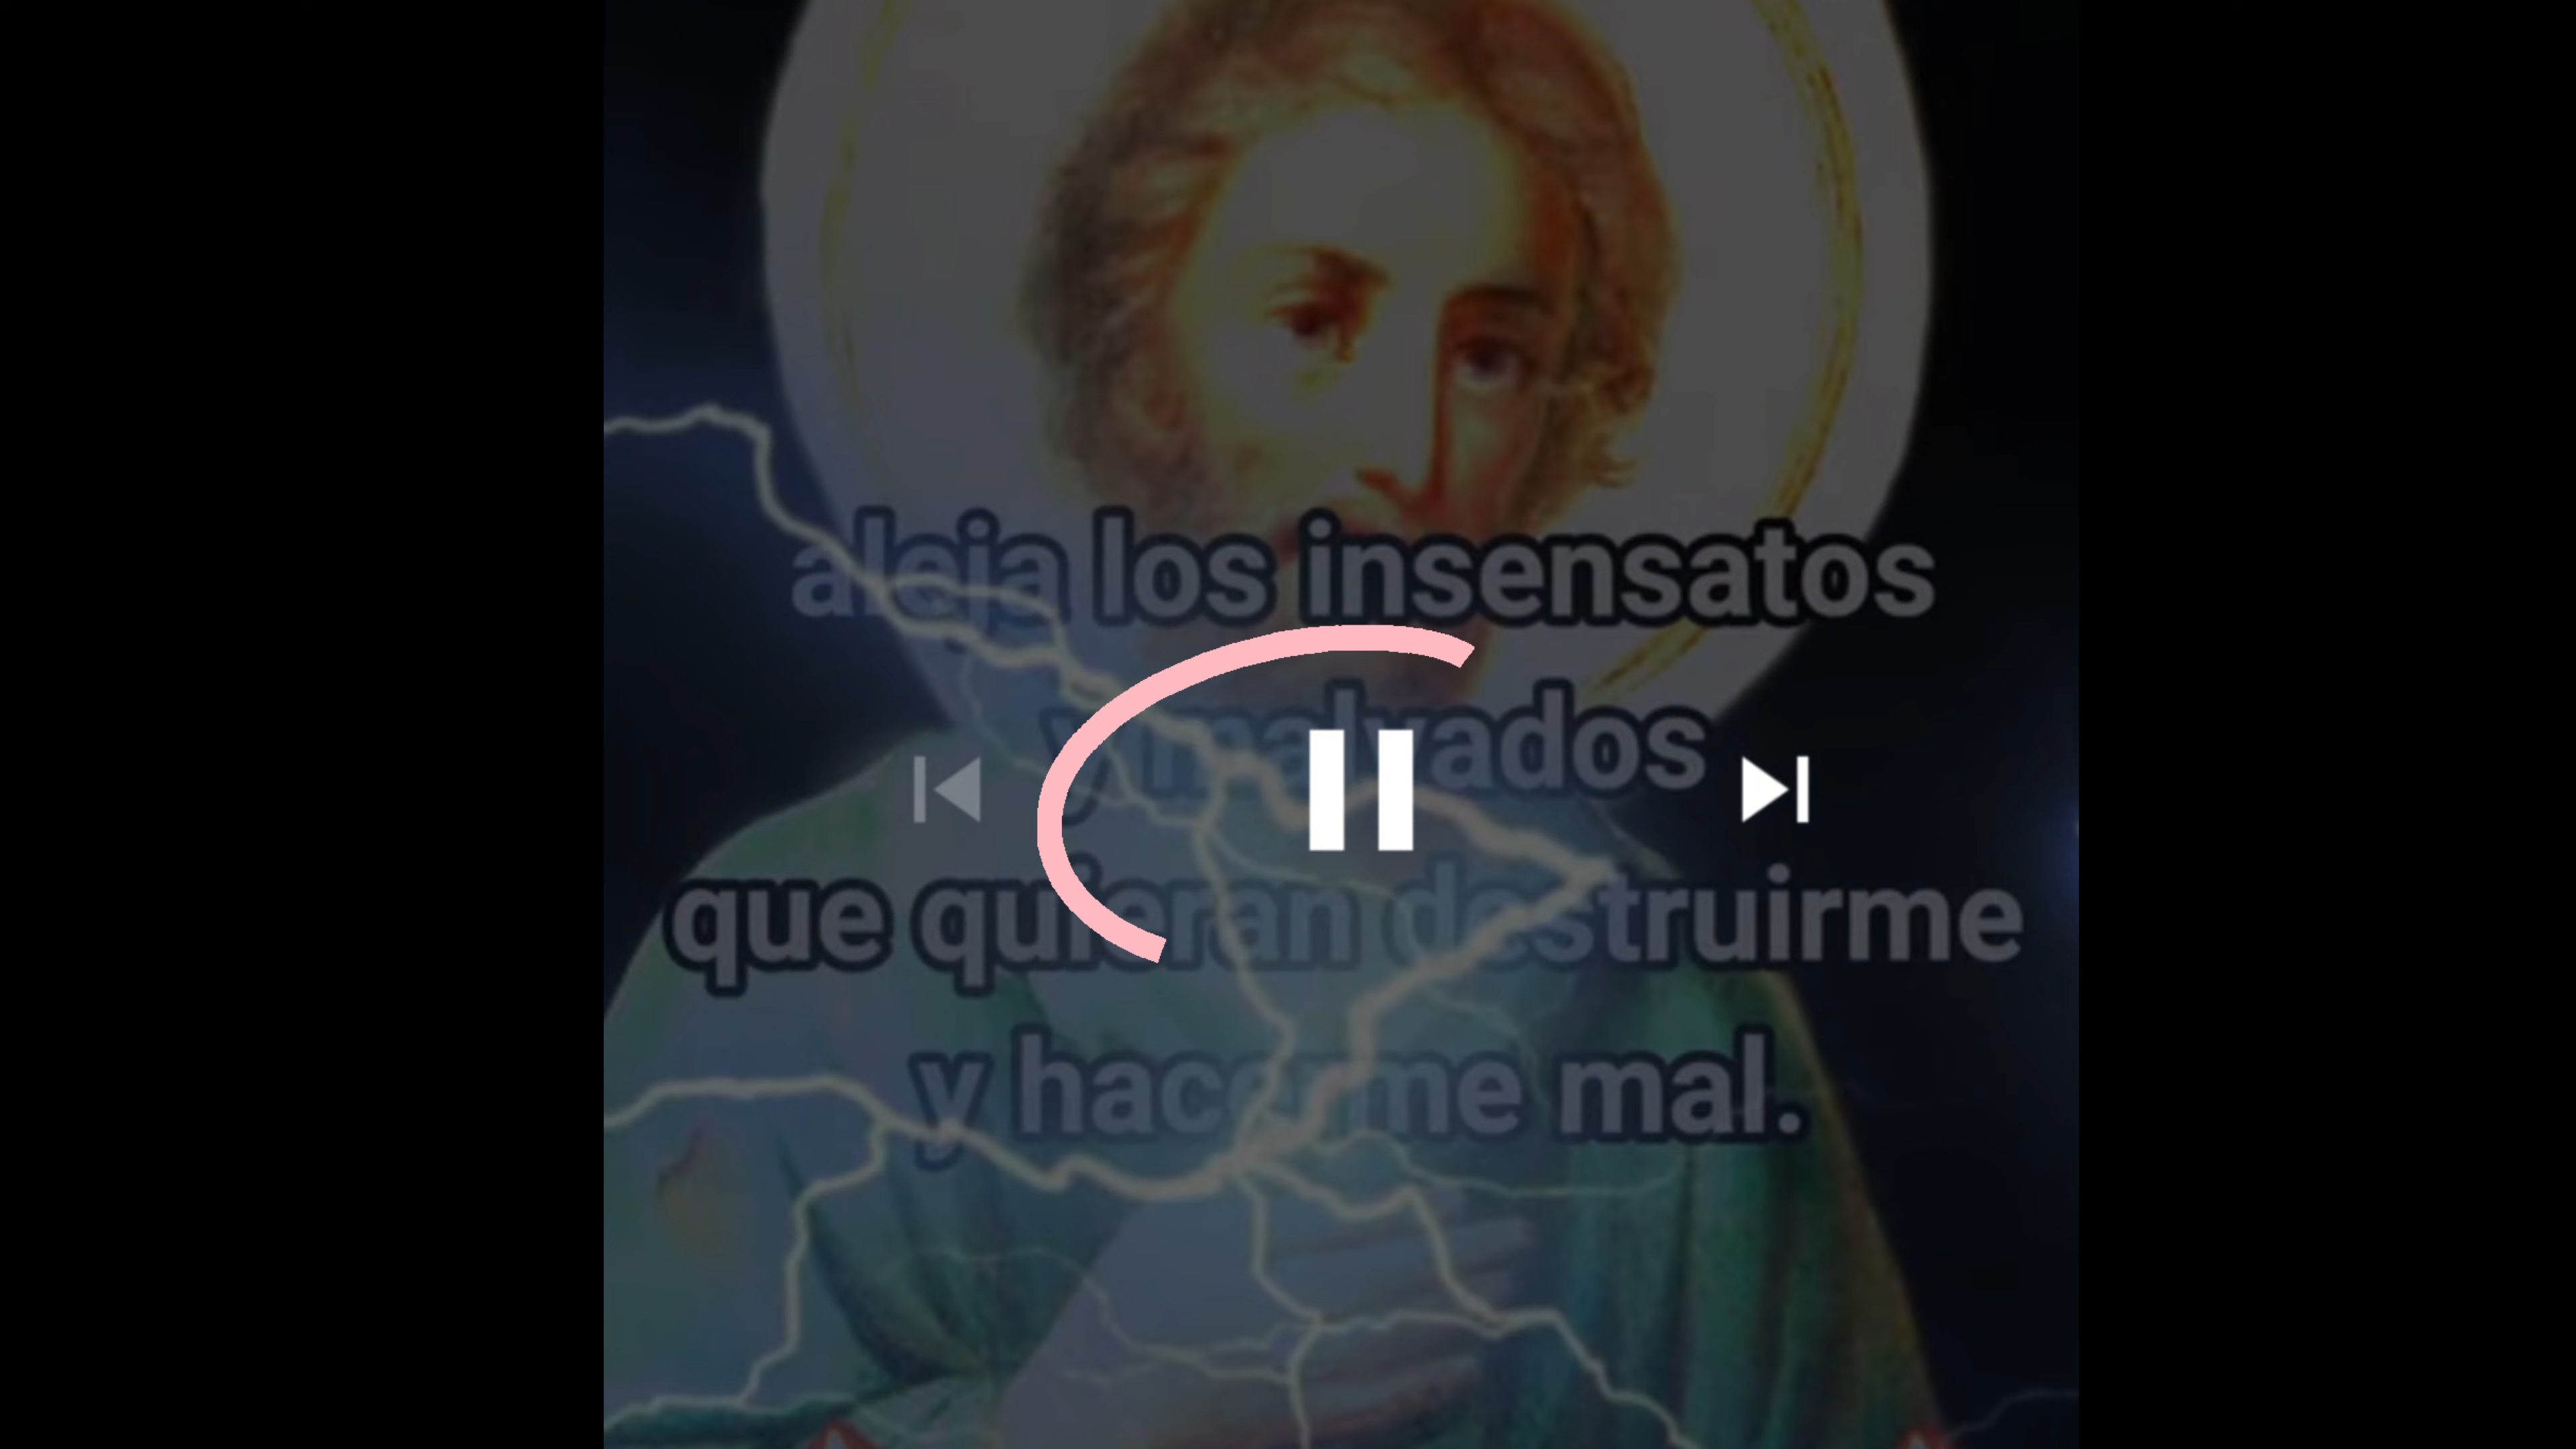 aleja los insensatos
y malvados
que quieran destruirme
y hacerme mal.